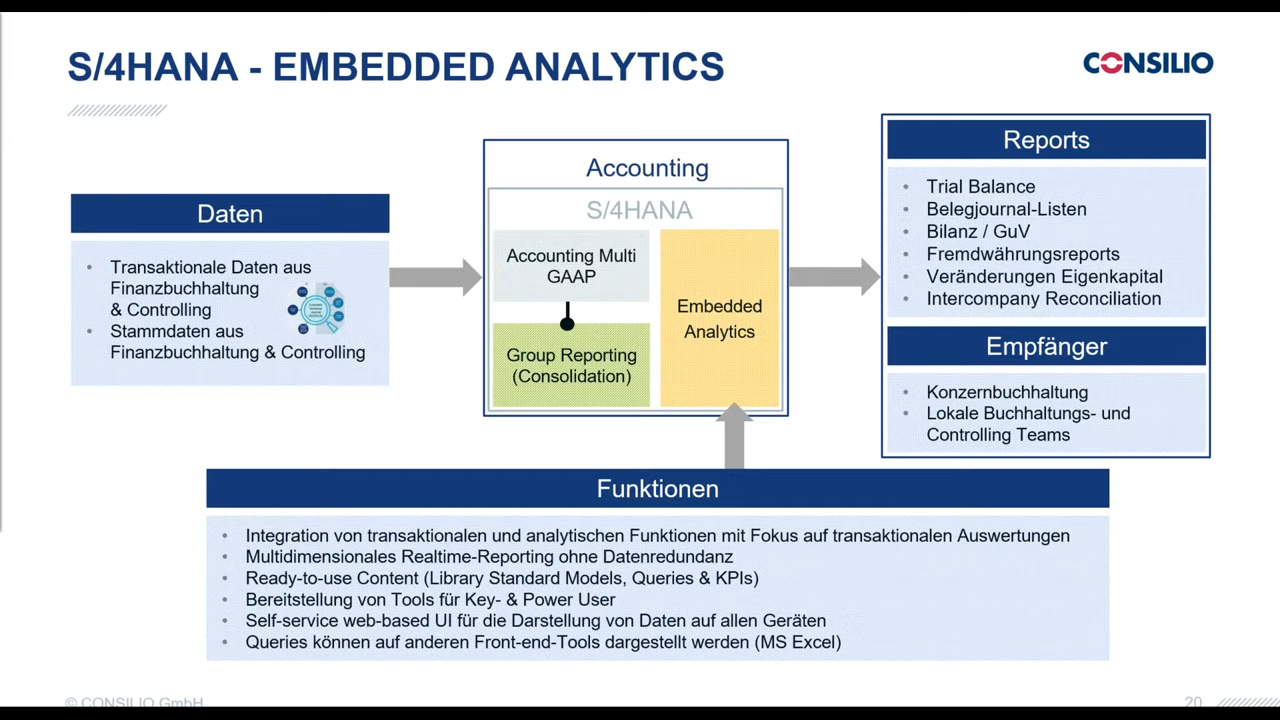 S/4HANA - EMBEDDED ANALYTICS
CONSILIO
Daten
• Transaktionale Daten aus
Finanzbuchhaltung
& Controlling
• Stammdaten aus
Finanzbuchhaltung & Controlling
Accounting
S/4HANA
Accounting Multi
GAAP
Group Reporting
(Consolidation)
Embedded
Analytics
Reports
• Trial Balance
• Belegjournal-Listen
• Bilanz / GuV
• Fremdwährungsreports
• Veränderungen Eigenkapital
• Intercompany Reconciliation
Empfänger
• Konzernbuchhaltung
• Lokale Buchhaltungs- und
Controlling Teams
Funktionen
• Integration von transaktionalen und analytischen Funktionen mit Fokus auf transaktionalen Auswertungen
• Multidimensionales Realtime-Reporting ohne Datenredundanz
• Ready-to-use Content (Library Standard Models, Queries & KPIs)
• Bereitstellung von Tools für Key- & Power User
• Self-service web-based UI für die Darstellung von Daten auf allen Geräten
• Queries können auf anderen Front-end-Tools dargestellt werden (MS Excel)
© CONSILIO GmbH
20